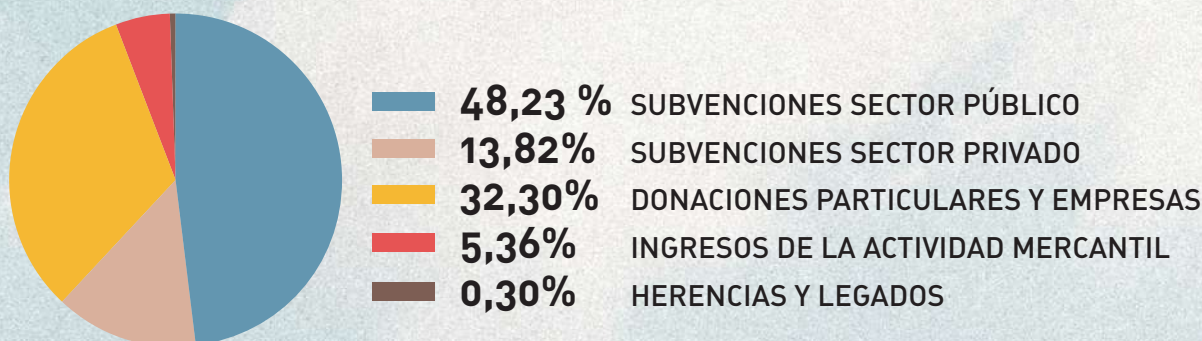 48,23 % SUBVENCIONES SECTOR PÚBLICO
13,82% SUBVENCIONES SECTOR PRIVADO
32,30% DONACIONES PARTICULARES Y EMPRESAS
5,36% INGRESOS DE LA ACTIVIDAD MERCANTIL
0,30% HERENCIAS Y LEGADOS